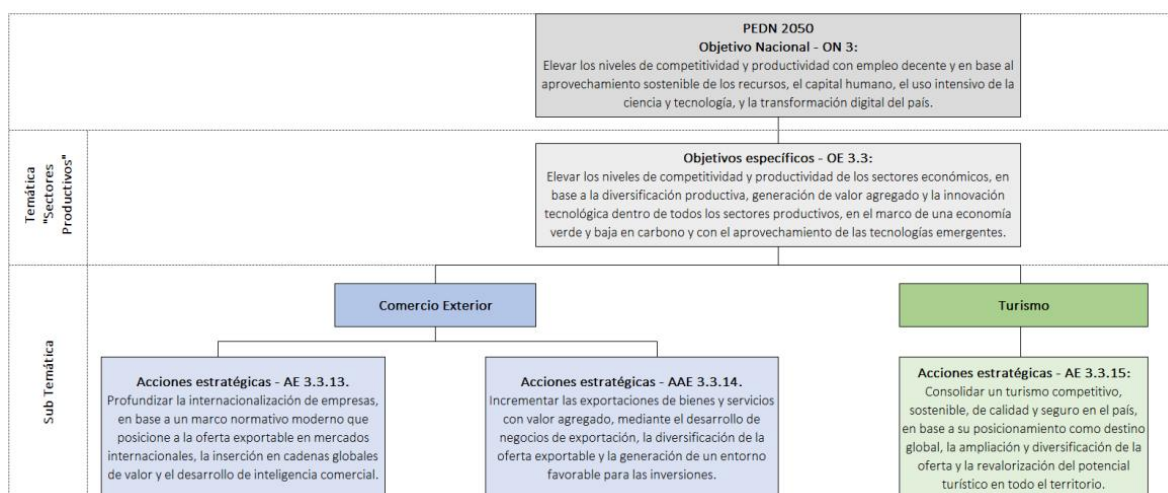 PEDN 2050
Objetivo Nacional - ON 3:
Elevar los niveles de competitividad y productividad con empleo decente y en base al
aprovechamiento sostenible de los recursos, el capital humano, el uso intensivo de la
ciencia y tecnología, y la transformación digital del país.
Temática
"Sectores
Productivos"
Objetivos específicos - OE 3.3:
Elevar los niveles de competitividad y productividad de los sectores económicos, en
base a la diversificación productiva, generación de valor agregado y la innovación
tecnológica dentro de todos los sectores productivos, en el marco de una economía
verde y baja en carbono y con el aprovechamiento de las tecnologías emergentes.
Sub Temática
Comercio Exterior
Turismo
Acciones estratégicas - AE 3.3.13.
Profundizar la internacionalización de empresas,
en base a un marco normativo moderno que
posicione a la oferta exportable en mercados
internacionales, la inserción en cadenas globales
de valor y el desarrollo de inteligencia comercial.
Acciones estratégicas - AAE 3.3.14.
Incrementar las exportaciones de bienes y servicios
con valor agregado, mediante el desarrollo de
negocios de exportación, la diversificación de la
oferta exportable y la generación de un entorno
favorable para las inversiones.
Acciones estratégicas - AE 3.3.15:
Consolidar un turismo competitivo,
sostenible, de calidad y seguro en el país,
en base a su posicionamiento como destino
global, la ampliación y diversificación de la
oferta y la revalorización del potencial
turístico en todo el territorio.